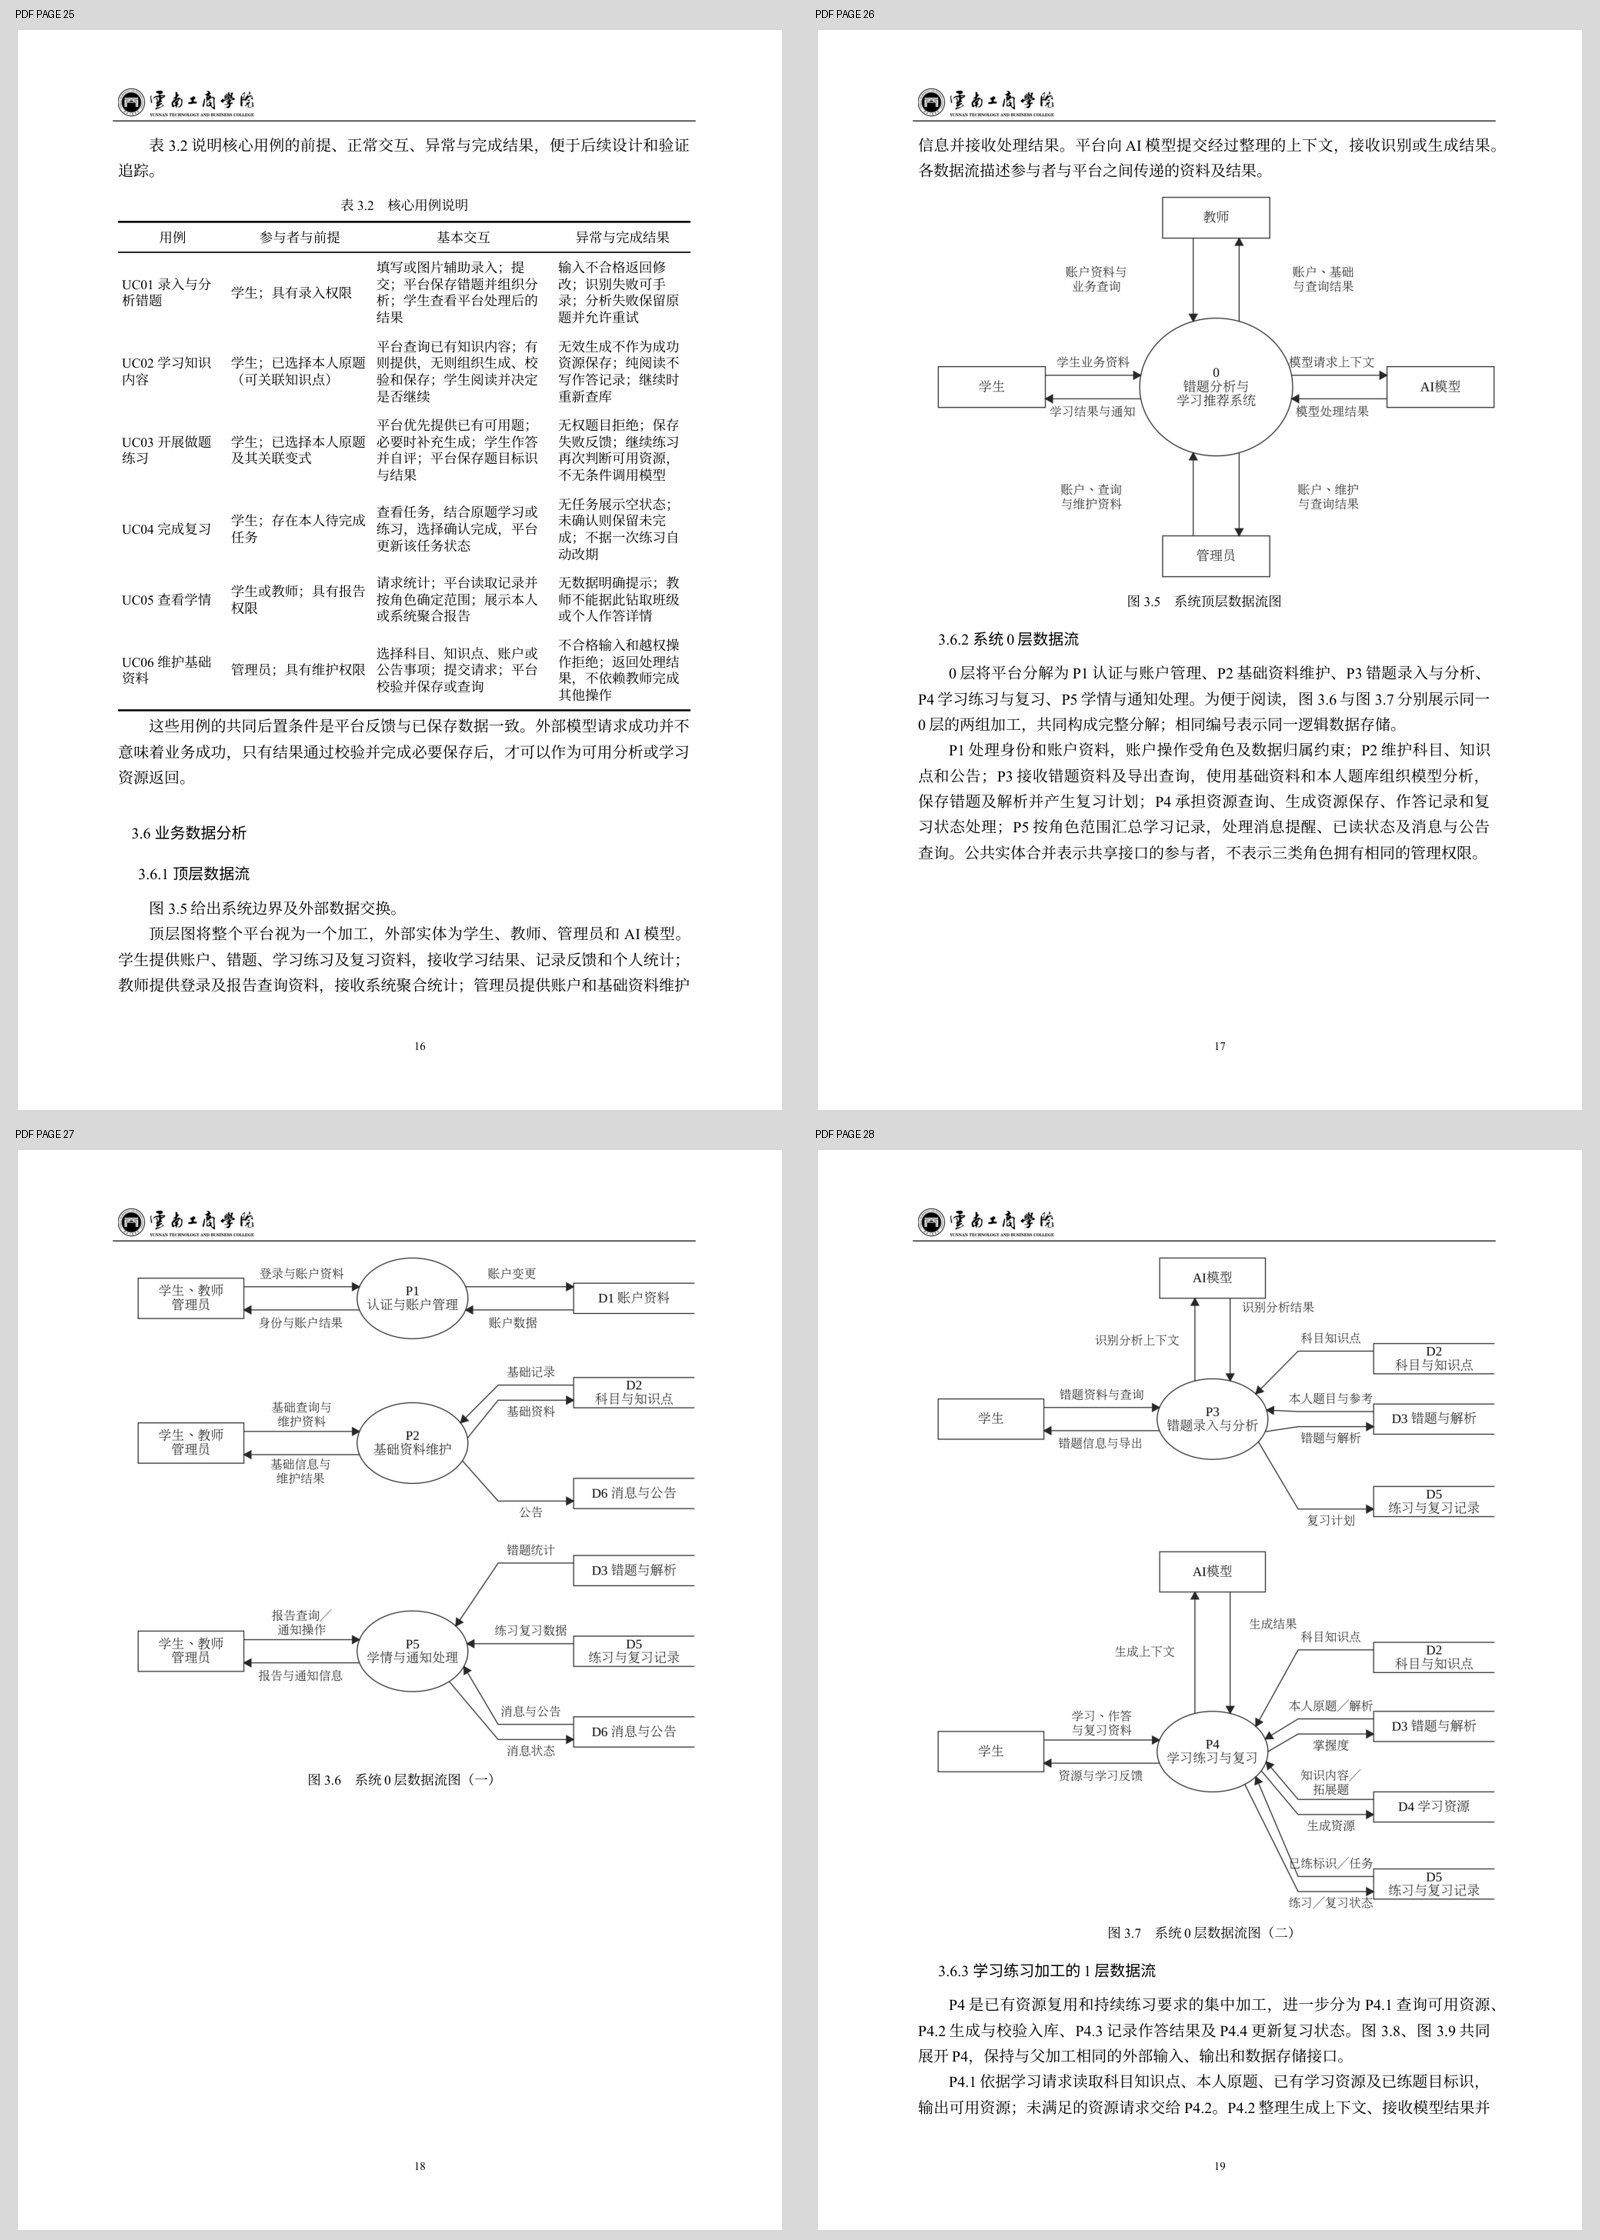 PDF PAGE 25
雲南工商學院
YUNNAN TECHNOLOGY AND BUSINESS COLLEGE
表 3.2 说明核心用例的前提、正常交互、异常与完成结果，便于后续设计和验证
追踪。
表 3.2 核心用例说明
用例 参与者与前提 基本交互 异常与完成结果
UC01 录入与分
析错题
学生；具有录入权限
填写或图片辅助录入；提
交；平台保存错题并组织分
析；学生查看平台处理后的
结果
输入不合格返回修
改；识别失败可手
录；分析失败保留原
题并允许重试
UC02 学习知识
内容
学生；已选择本人原题
（可关联知识点）
平台查询已有知识内容；有
则提供，无则组织生成、校
验和保存；学生阅读并决定
是否继续
无效生成不作为成功
资源保存；纯阅读不
写作答记录；继续时
重新查库
UC03 开展做题
练习
学生；已选择本人原题
及其关联变式
平台优先提供已有可用题；
必要时补充生成；学生作答
并自评；平台保存题目标识
与结果
无权题目拒绝；保存
失败反馈；继续练习
再次判断可用资源，
不无条件调用模型
UC04 完成复习
学生；存在本人待完成
任务
查看任务，结合原题学习或
练习，选择确认完成，平台
更新该任务状态
无任务展示空状态；
未确认则保留未完
成；不据一次练习自
动改期
UC05 查看学情
学生或教师；具有报告
权限
请求统计；平台读取记录并
按角色确定范围；展示本人
或系统聚合报告
无数据明确提示；教
师不能据此钻取班级
或个人作答详情
UC06 维护基础
资料
管理员；具有维护权限
选择科目、知识点、账户或
公告事项；提交请求；平台
校验并保存或查询
不合格输入和越权操
作拒绝；返回处理结
果，不依赖教师完成
其他操作
这些用例的共同后置条件是平台反馈与已保存数据一致。外部模型请求成功并不
意味着业务成功，只有结果通过校验并完成必要保存后，才可以作为可用分析或学习
资源返回。
3.6 业务数据分析
3.6.1 顶层数据流
图 3.5 给出系统边界及外部数据交换。
顶层图将整个平台视为一个加工，外部实体为学生、教师、管理员和 AI 模型。
学生提供账户、错题、学习练习及复习资料，接收学习结果、记录反馈和个人统计；
教师提供登录及报告查询资料，接收系统聚合统计；管理员提供账户和基础资料维护
16
PDF PAGE 26
雲南工商學院
YUNNAN TECHNOLOGY AND BUSINESS COLLEGE
信息并接收处理结果。平台向 AI 模型提交经过整理的上下文，接收识别或生成结果。
各数据流描述参与者与平台之间传递的资料及结果。
教师
账户资料与
业务查询
账户、基础
与查询结果
学生
学生业务资料
学习结果与通知
0
错题分析与
学习推荐系统
模型请求上下文
模型处理结果
AI模型
账户、查询
与维护资料
账户、维护
与查询结果
管理员
图 3.5 系统顶层数据流图
3.6.2 系统 0 层数据流
0 层将平台分解为 P1 认证与账户管理、P2 基础资料维护、P3 错题录入与分析、
P4 学习练习与复习、P5 学情与通知处理。为便于阅读，图 3.6 与图 3.7 分别展示同一
0 层的两组加工，共同构成完整分解；相同编号表示同一逻辑数据存储。
P1 处理身份和账户资料，账户操作受角色及数据归属约束；P2 维护科目、知识
点和公告；P3 接收错题资料及导出查询，使用基础资料和本人题库组织模型分析，
保存错题及解析并产生复习计划；P4 承担资源查询、生成资源保存、作答记录和复
习状态处理；P5 按角色范围汇总学习记录，处理消息提醒、已读状态及消息与公告
查询。公共实体合并表示共享接口的参与者，不表示三类角色拥有相同的管理权限。
17
PDF PAGE 27
雲南工商學院
YUNNAN TECHNOLOGY AND BUSINESS COLLEGE
学生、教师
管理员
登录与账户资料
身份与账户结果
P1
认证与账户管理
账户变更
账户数据
D1 账户资料
学生、教师
管理员
基础查询与
维护资料
基础信息与
维护结果
P2
基础资料维护
基础记录
基础资料
D2
科目与知识点
公告
D6 消息与公告
学生、教师
管理员
报告查询／
通知操作
报告与通知信息
P5
学情与通知处理
错题统计
D3 错题与解析
练习复习数据
D5
练习与复习记录
消息与公告
消息状态
D6 消息与公告
图 3.6 系统 0 层数据流图（一）
18
PDF PAGE 28
雲南工商學院
YUNNAN TECHNOLOGY AND BUSINESS COLLEGE
AI模型
识别分析上下文
识别分析结果
学生
错题资料与查询
错题信息与导出
P3
错题录入与分析
科目知识点
D2
科目与知识点
本人题目与参考
错题与解析
D3 错题与解析
复习计划
D5
练习与复习记录
AI模型
生成上下文
生成结果
学生
学习、作答
与复习资料
资源与学习反馈
P4
学习练习与复习
科目知识点
D2
科目与知识点
本人原题／解析
掌握度
D3 错题与解析
知识内容／
拓展题
生成资源
D4 学习资源
已练标识／任务
练习／复习状态
D5
练习与复习记录
图 3.7 系统 0 层数据流图（二）
3.6.3 学习练习加工的 1 层数据流
P4 是已有资源复用和持续练习要求的集中加工，进一步分为 P4.1 查询可用资源、
P4.2 生成与校验入库、P4.3 记录作答结果及 P4.4 更新复习状态。图 3.8、图 3.9 共同
展开 P4，保持与父加工相同的外部输入、输出和数据存储接口。
P4.1 依据学习请求读取科目知识点、本人原题、已有学习资源及已练题目标识，
输出可用资源；未满足的资源请求交给 P4.2。P4.2 整理生成上下文、接收模型结果并
19